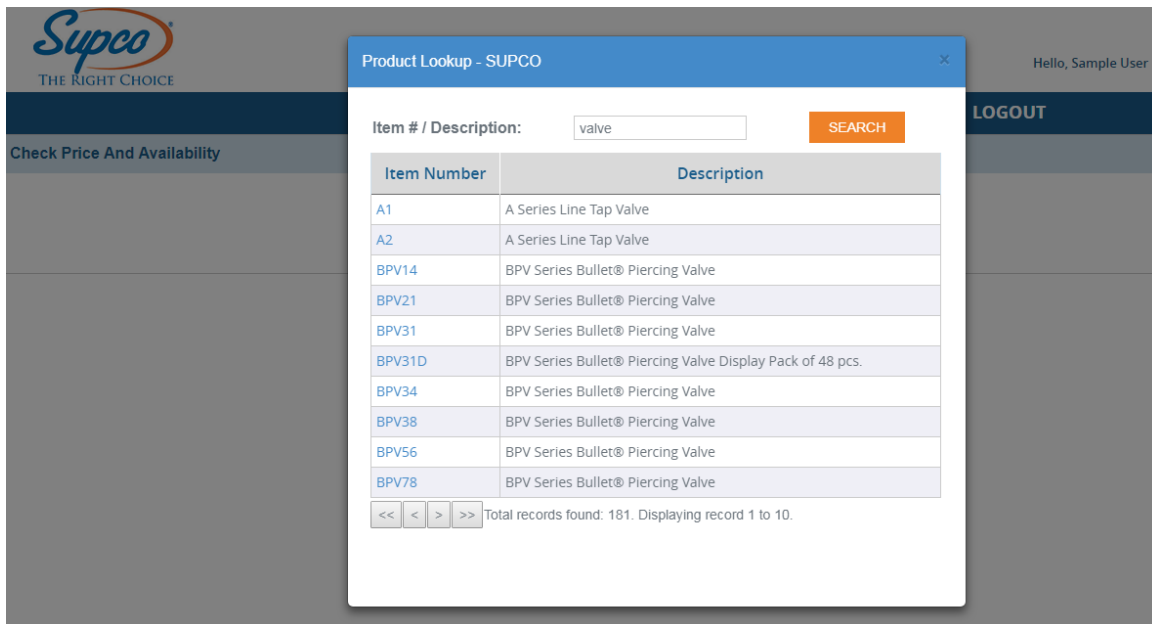 Supco
THE RIGHT CHOICE
Product Lookup - SUPCO ×
Hello, Sample User
LOGOUT
Check Price And Availability
Item # / Description: valve SEARCH
Item Number Description
A1 A Series Line Tap Valve
A2 A Series Line Tap Valve
BPV14 BPV Series Bullet® Piercing Valve
BPV21 BPV Series Bullet® Piercing Valve
BPV31 BPV Series Bullet® Piercing Valve
BPV31D BPV Series Bullet® Piercing Valve Display Pack of 48 pcs.
BPV34 BPV Series Bullet® Piercing Valve
BPV38 BPV Series Bullet® Piercing Valve
BPV56 BPV Series Bullet® Piercing Valve
BPV78 BPV Series Bullet® Piercing Valve
<< < > >> Total records found: 181. Displaying record 1 to 10.